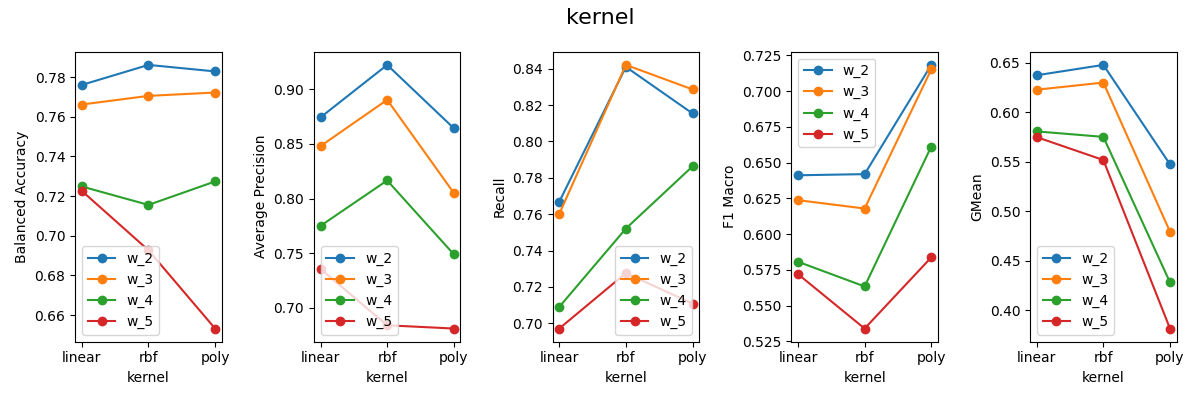 kernel
Balanced Accuracy
0.78
0.76
0.74
0.72
0.70
0.68
0.66
w_2
w_3
w_4
w_5
linear rbf poly
kernel
Average Precision
0.90
0.85
0.80
0.75
0.70
w_2
w_3
w_4
w_5
linear rbf poly
kernel
Recall
0.84
0.82
0.80
0.78
0.76
0.74
0.72
0.70
w_2
w_3
w_4
w_5
linear rbf poly
kernel
F1 Macro
0.725
0.700
0.675
0.650
0.625
0.600
0.575
0.550
0.525
w_2
w_3
w_4
w_5
linear rbf poly
kernel
GMean
0.65
0.60
0.55
0.50
0.45
0.40
w_2
w_3
w_4
w_5
linear rbf poly
kernel